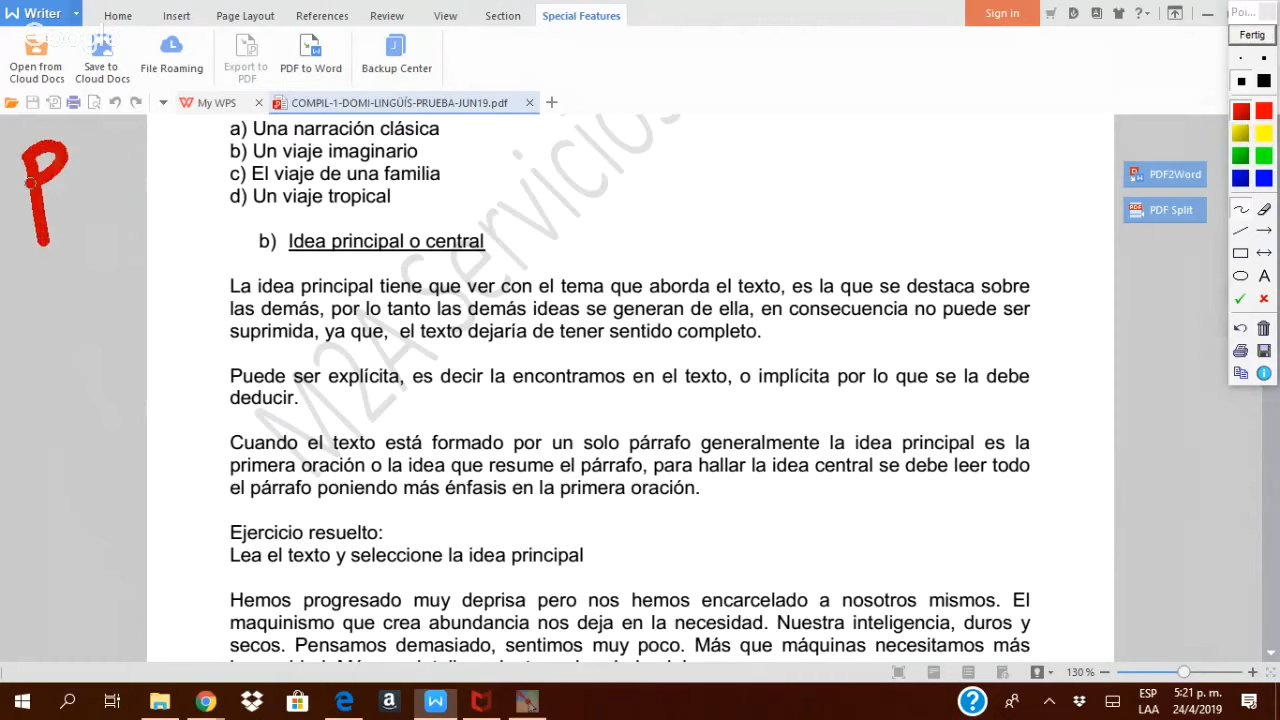 Writer
Home Insert Page Layout References Review View Section Special Features Sign in
Google
Open from Cloud Docs
Save to Cloud Docs
File Roaming
Export to PDF
PDF to Word
Backup Center
My WPS
COMPIL-1-DOMI-LINGÜÍS-PRUEBA-JUN19.pdf
Poi...
Fertig
P
a) Una narración clásica
b) Un viaje imaginario
c) El viaje de una familia
d) Un viaje tropical
b) Idea principal o central
La idea principal tiene que ver con el tema que aborda el texto, es la que se destaca sobre
las demás, por lo tanto las demás ideas se generan de ella, en consecuencia no puede ser
suprimida, ya que, el texto dejaría de tener sentido completo.
Puede ser explícita, es decir la encontramos en el texto, o implícita por lo que se la debe
deducir.
Cuando el texto está formado por un solo párrafo generalmente la idea principal es la
primera oración o la idea que resume el párrafo, para hallar la idea central se debe leer todo
el párrafo poniendo más énfasis en la primera oración.
Ejercicio resuelto:
Lea el texto y seleccione la idea principal
Hemos progresado muy deprisa pero nos hemos encarcelado a nosotros mismos. El
maquinismo que crea abundancia nos deja en la necesidad. Nuestra inteligencia, duros y
secos. Pensamos demasiado, sentimos muy poco. Más que máquinas necesitamos más
M2A Servicios
PDF2Word
PDF Split
130 %
ESP
LAA
5:21 p. m.
24/4/2019